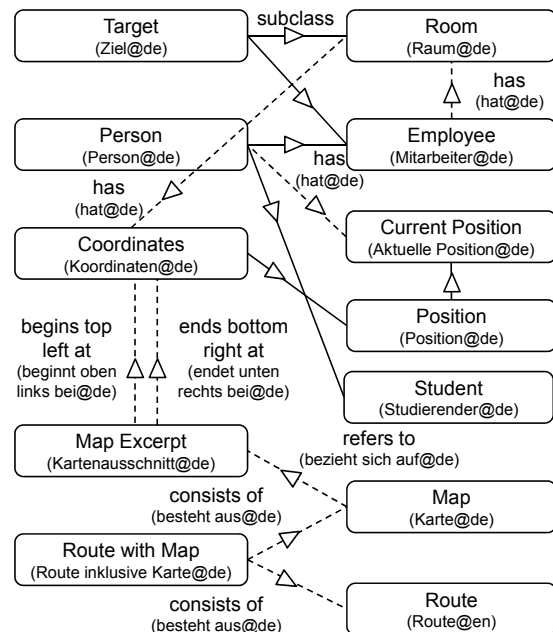 Target
(Ziel@de)
subclass
Room
(Raum@de)
has
(hat@de)
Person
(Person@de)
has
(hat@de)
Employee
(Mitarbeiter@de)
has
(hat@de)
Coordinates
(Koordinaten@de)
Current Position
(Aktuelle Position@de)
begins top
left at
(beginnt oben
links bei@de)
ends bottom
right at
(endet unten
rechts bei@de)
Position
(Position@de)
Student
(Studierender@de)
Map Excerpt
(Kartenausschnitt@de)
refers to
(bezieht sich auf@de)
consists of
(besteht aus@de)
Map
(Karte@de)
Route with Map
(Route inklusive Karte@de)
consists of
(besteht aus@de)
Route
(Route@en)